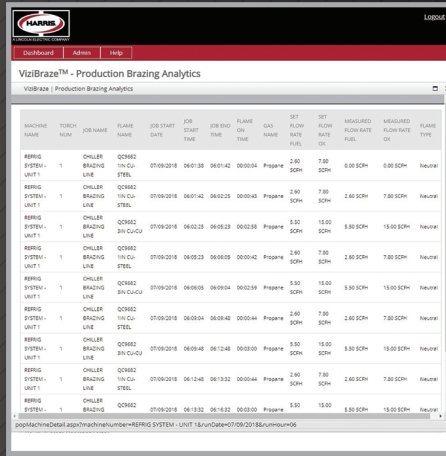 HARRIS
A LINCOLN ELECTRIC COMPANY
Logout
Dashboard Admin Help
ViziBraze™ - Production Brazing Analytics
ViziBraze | Production Brazing Analytics
MACHINE NAME TORCH NUM JOB NAME FLAME NAME JOB START DATE JOB START TIME JOB END TIME FLAME ON TIME GAS NAME SET FLOW RATE FUEL SET FLOW RATE OX MEASURED FLOW RATE FUEL MEASURED FLOW RATE OX FLAME TYPE
REFRIG SYSTEM - UNIT 1 1 CHILLER BRAZING LINE QC9682 1IN CU-STEEL 07/09/2018 06:01:38 06:01:42 00:00:04 Propane 2.60 SCFH 7.80 SCFH 0.00 SCFH 0.00 SCFH Neutral
REFRIG SYSTEM - UNIT 1 1 CHILLER BRAZING LINE QC9682 1IN CU-STEEL 07/09/2018 06:01:42 06:02:25 00:00:43 Propane 2.60 SCFH 7.80 SCFH 2.60 SCFH 7.80 SCFH Neutral
REFRIG SYSTEM - UNIT 1 1 CHILLER BRAZING LINE QC9682 3IN CU-CU 07/09/2018 06:02:25 06:05:23 00:02:58 Propane 5.50 SCFH 15.00 SCFH 5.50 SCFH 15.00 SCFH Neutral
REFRIG SYSTEM - UNIT 1 1 CHILLER BRAZING LINE QC9682 1IN CU-STEEL 07/09/2018 06:05:23 06:06:05 00:00:42 Propane 2.60 SCFH 7.80 SCFH 2.60 SCFH 7.80 SCFH Neutral
REFRIG SYSTEM - UNIT 1 1 CHILLER BRAZING LINE QC9682 3IN CU-CU 07/09/2018 06:06:05 06:09:04 00:02:59 Propane 5.50 SCFH 15.00 SCFH 5.50 SCFH 15.00 SCFH Neutral
REFRIG SYSTEM - UNIT 1 1 CHILLER BRAZING LINE QC9682 1IN CU-STEEL 07/09/2018 06:09:04 06:09:48 00:00:44 Propane 2.60 SCFH 7.80 SCFH 2.60 SCFH 7.80 SCFH Neutral
REFRIG SYSTEM - UNIT 1 1 CHILLER BRAZING LINE QC9682 3IN CU-CU 07/09/2018 06:09:48 06:12:48 00:03:00 Propane 5.50 SCFH 15.00 SCFH 5.50 SCFH 15.00 SCFH Neutral
REFRIG SYSTEM - UNIT 1 1 CHILLER BRAZING LINE QC9682 1IN CU-STEEL 07/09/2018 06:12:48 06:13:32 00:00:44 Propane 2.60 SCFH 7.80 SCFH 2.60 SCFH 7.80 SCFH Neutral
REFRIG SYSTEM - 1 CHILLER BRAZING QC9682 07/09/2018 06:13:32 06:16:32 00:03:00 Propane 5.50 15.00 5.50 SCFH 15.00 SCFH Neutral
popMachineDetail.aspx?machineNumber=REFRIG SYSTEM - UNIT 1&runDate=07/09/2018&runHour=06